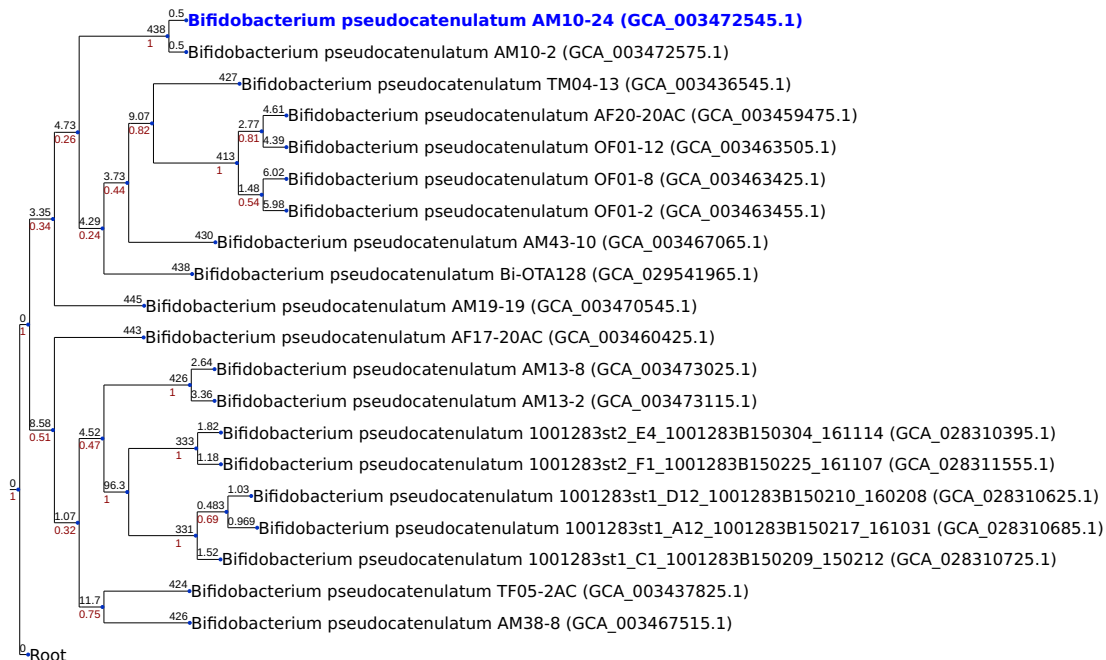 0.5
Bifidobacterium pseudocatenulatum AM10-24 (GCA_003472545.1)
438
1
0.5
Bifidobacterium pseudocatenulatum AM10-2 (GCA_003472575.1)
427
Bifidobacterium pseudocatenulatum TM04-13 (GCA_003436545.1)
9.07
0.82
4.61
Bifidobacterium pseudocatenulatum AF20-20AC (GCA_003459475.1)
4.73
0.26
2.77
0.81
4.39
Bifidobacterium pseudocatenulatum OF01-12 (GCA_003463505.1)
413
1
3.73
0.44
6.02
Bifidobacterium pseudocatenulatum OF01-8 (GCA_003463425.1)
1.48
0.54
5.98
Bifidobacterium pseudocatenulatum OF01-2 (GCA_003463455.1)
3.35
0.34
4.29
0.24
430
Bifidobacterium pseudocatenulatum AM43-10 (GCA_003467065.1)
438
Bifidobacterium pseudocatenulatum Bi-OTA128 (GCA_029541965.1)
445
Bifidobacterium pseudocatenulatum AM19-19 (GCA_003470545.1)
0
1
443
Bifidobacterium pseudocatenulatum AF17-20AC (GCA_003460425.1)
2.64
Bifidobacterium pseudocatenulatum AM13-8 (GCA_003473025.1)
426
1
3.36
Bifidobacterium pseudocatenulatum AM13-2 (GCA_003473115.1)
8.58
0.51
4.52
0.47
1.82
Bifidobacterium pseudocatenulatum 1001283st2_E4_1001283B150304_161114 (GCA_028310395.1)
333
1
1.18
Bifidobacterium pseudocatenulatum 1001283st2_F1_1001283B150225_161107 (GCA_028311555.1)
0
1
96.3
1
1.03
Bifidobacterium pseudocatenulatum 1001283st1_D12_1001283B150210_160208 (GCA_028310625.1)
0.483
0.69
0.969
Bifidobacterium pseudocatenulatum 1001283st1_A12_1001283B150217_161031 (GCA_028310685.1)
1.07
0.32
331
1
1.52
Bifidobacterium pseudocatenulatum 1001283st1_C1_1001283B150209_150212 (GCA_028310725.1)
424
Bifidobacterium pseudocatenulatum TF05-2AC (GCA_003437825.1)
11.7
0.75
426
Bifidobacterium pseudocatenulatum AM38-8 (GCA_003467515.1)
0
Root